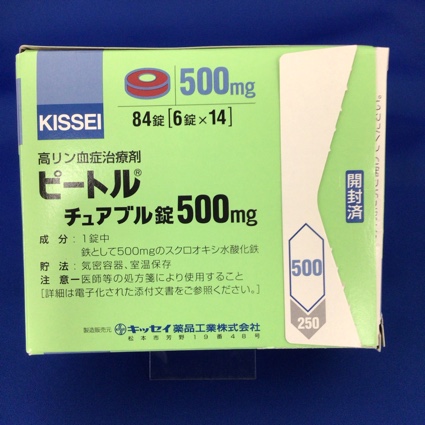 500mg
84錠[6錠×14]
KISSEI
高リン血症治療剤
ピートル®
チュアブル錠500mg
成分：1錠中
鉄として500mgのスクロオキシ水酸化鉄
貯法：気密容器、室温保存
注意－医師等の処方箋により使用すること
[詳細は電子化された添付文書をご参照ください。]
製造販売元 キッセイ薬品工業株式会社
松本市芳野19番48号
開封済
500
250